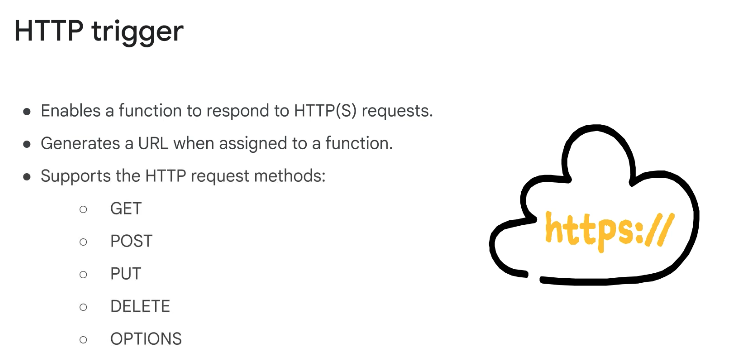 HTTP trigger
● Enables a function to respond to HTTP(S) requests.
● Generates a URL when assigned to a function.
● Supports the HTTP request methods:
○ GET
○ POST
○ PUT
○ DELETE
○ OPTIONS
https://